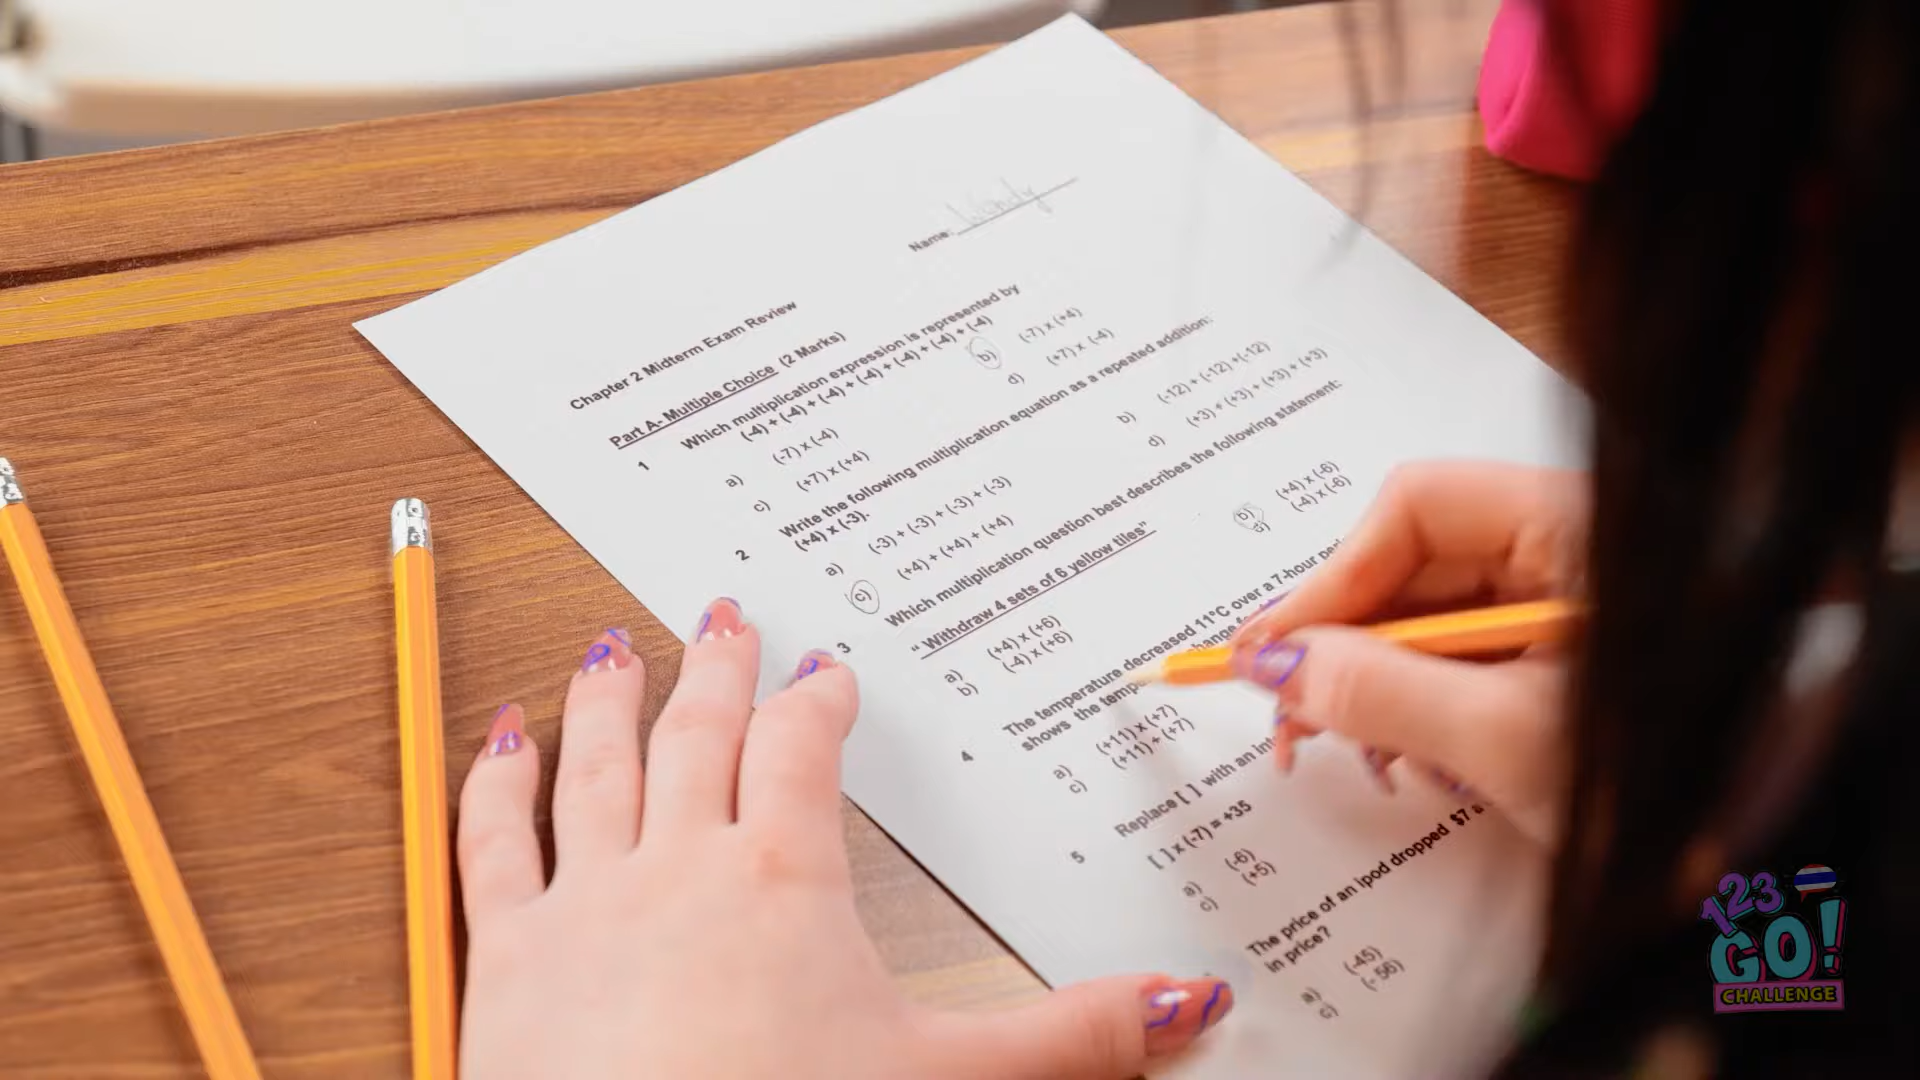 Name: Wendy
Chapter 2 Midterm Exam Review
Part A- Multiple Choice (2 Marks)
1 Which multiplication expression is represented by
(-4) + (-4) + (-4) + (-4) + (-4) + (-4) + (-4)
a) (-7) x (-4) b) (-7) x (+4)
c) (+7) x (+4) d) (+7) x (-4)
2 Write the following multiplication equation as a repeated addition:
(+4) x (-3).
a) (-3) + (-3) + (-3) + (-3) b) (-12) + (-12) +(-12)
c) (+4) + (+4) + (+4) d) (+3) + (+3) + (+3) + (+3)
3 Which multiplication question best describes the following statement:
“ Withdraw 4 sets of 6 yellow tiles”
a) (+4) x (+6) b) (+4) x (-6)
b) (-4) x (+6) d) (-4) x (-6)
4 The temperature decreased 11°C over a 7-hour
shows the change
a) (+11) x (+7)
c) (+11) + (+7)
5 Replace [ ] with an
[ ] x (-7) = +35
a) (-6)
c) (+5)
The price of an ipod dropped $7 a
in price?
a) (-45)
c) (- 56)
123
GO!
CHALLENGE